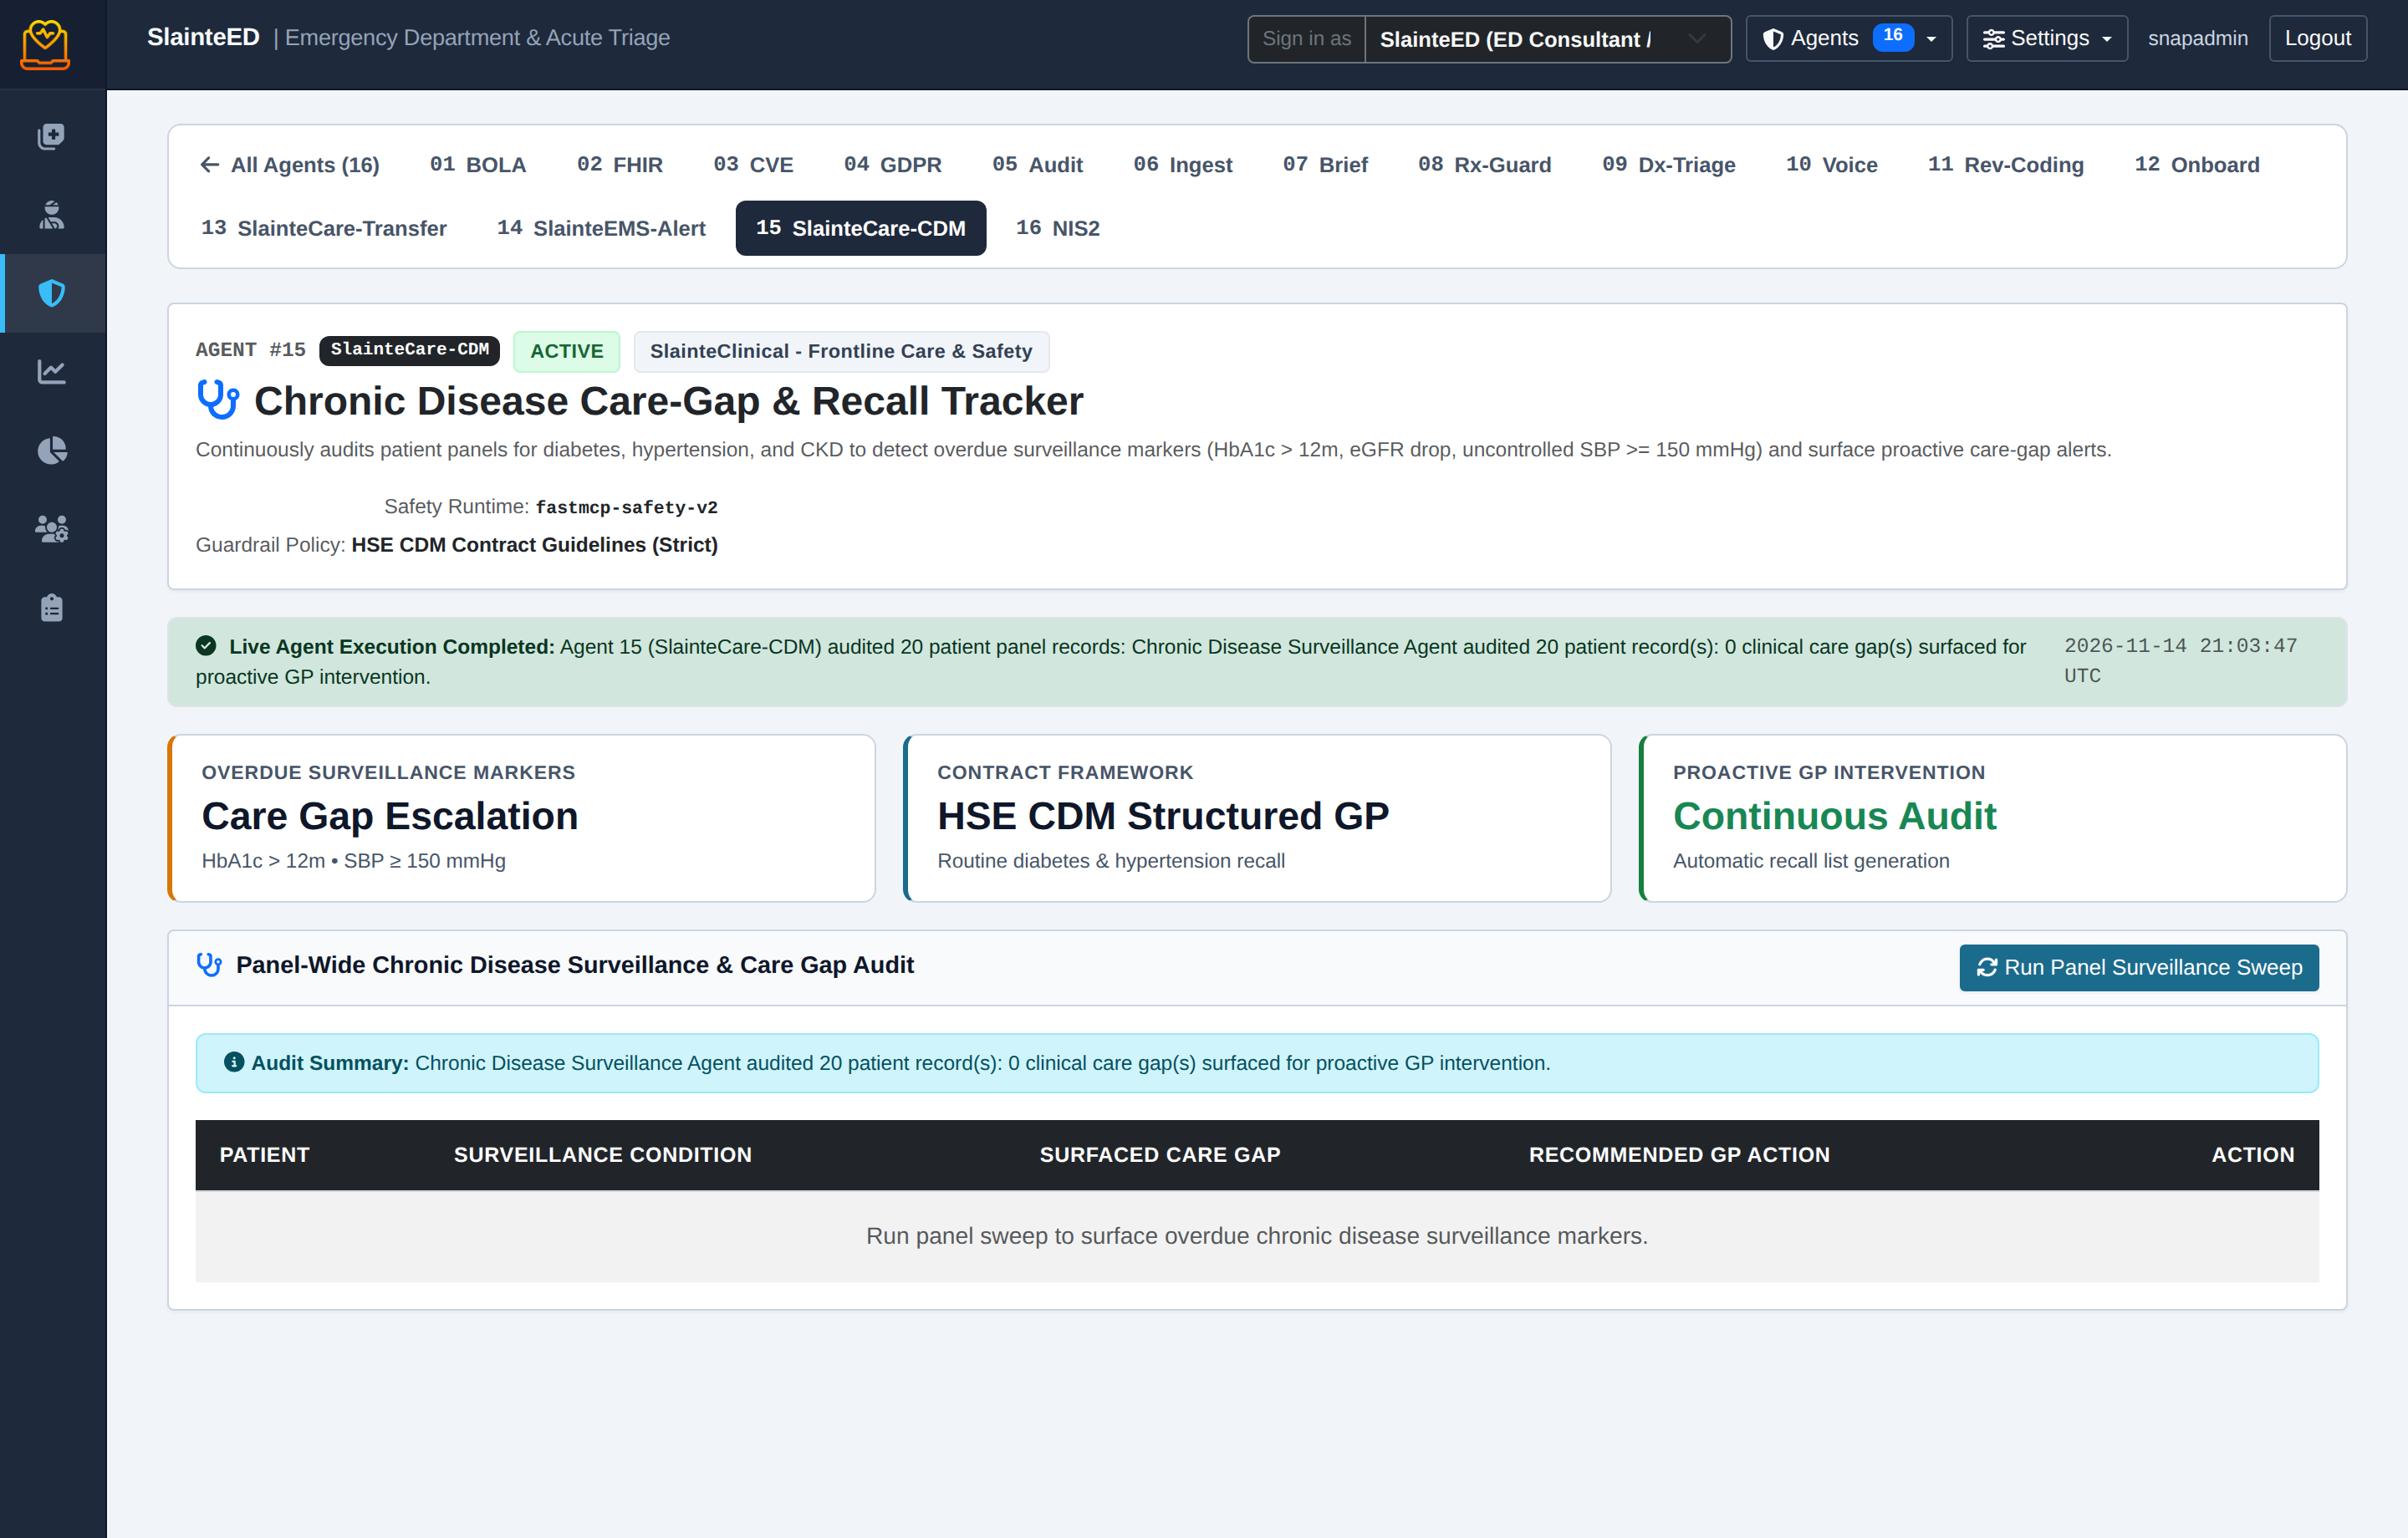 SlainteED | Emergency Department & Acute Triage
Sign in as SlainteED (ED Consultant / Agents 16 Settings snapadmin Logout
All Agents (16) 01 BOLA 02 FHIR 03 CVE 04 GDPR 05 Audit 06 Ingest 07 Brief 08 Rx-Guard 09 Dx-Triage 10 Voice 11 Rev-Coding 12 Onboard
13 SlainteCare-Transfer 14 SlainteEMS-Alert 15 SlainteCare-CDM 16 NIS2
AGENT #15 SlainteCare-CDM ACTIVE SlainteClinical - Frontline Care & Safety
Chronic Disease Care-Gap & Recall Tracker
Continuously audits patient panels for diabetes, hypertension, and CKD to detect overdue surveillance markers (HbA1c > 12m, eGFR drop, uncontrolled SBP >= 150 mmHg) and surface proactive care-gap alerts.
Safety Runtime: fastmcp-safety-v2
Guardrail Policy: HSE CDM Contract Guidelines (Strict)
Live Agent Execution Completed: Agent 15 (SlainteCare-CDM) audited 20 patient panel records: Chronic Disease Surveillance Agent audited 20 patient record(s): 0 clinical care gap(s) surfaced for
proactive GP intervention.
2026-11-14 21:03:47
UTC
OVERDUE SURVEILLANCE MARKERS
Care Gap Escalation
HbA1c > 12m • SBP ≥ 150 mmHg
CONTRACT FRAMEWORK
HSE CDM Structured GP
Routine diabetes & hypertension recall
PROACTIVE GP INTERVENTION
Continuous Audit
Automatic recall list generation
Panel-Wide Chronic Disease Surveillance & Care Gap Audit
Run Panel Surveillance Sweep
Audit Summary: Chronic Disease Surveillance Agent audited 20 patient record(s): 0 clinical care gap(s) surfaced for proactive GP intervention.
PATIENT SURVEILLANCE CONDITION SURFACED CARE GAP RECOMMENDED GP ACTION ACTION
Run panel sweep to surface overdue chronic disease surveillance markers.